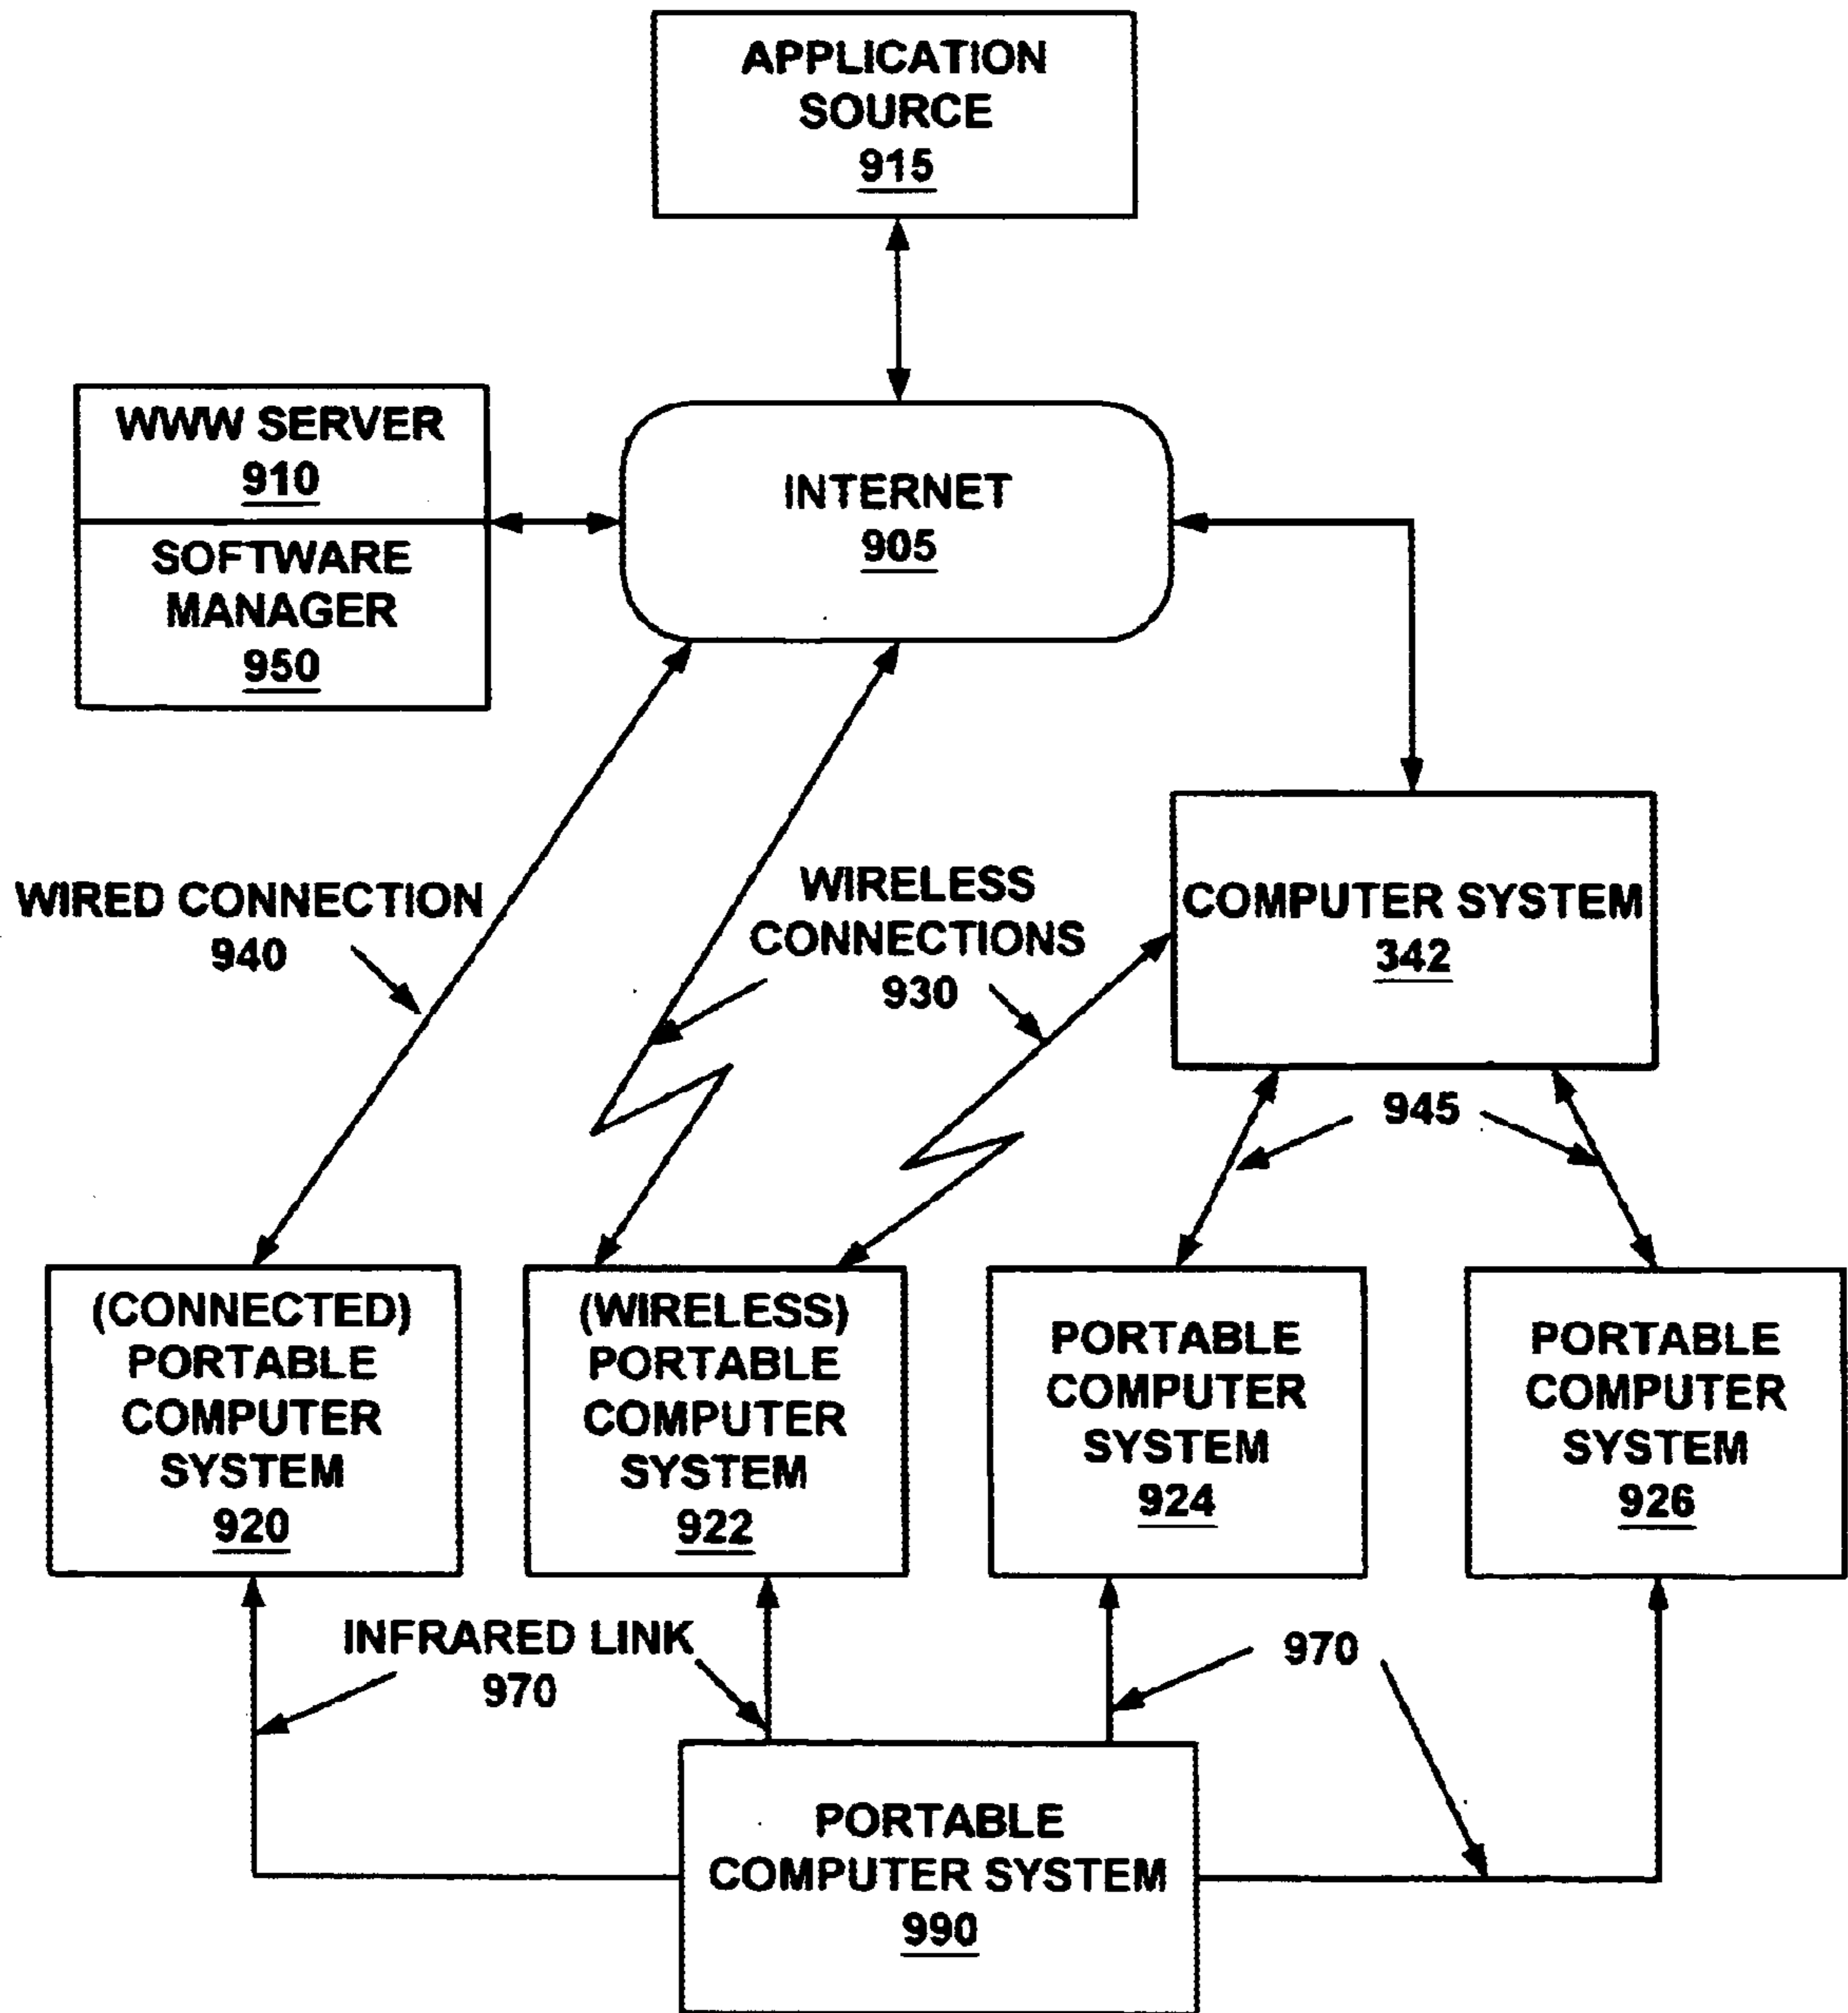 APPLICATION
SOURCE
915
WWW SERVER
910
SOFTWARE
MANAGER
950
INTERNET
905
WIRED CONNECTION
940
WIRELESS
CONNECTIONS
930
COMPUTER SYSTEM
342
945
(CONNECTED)
PORTABLE
COMPUTER
SYSTEM
920
(WIRELESS)
PORTABLE
COMPUTER
SYSTEM
922
PORTABLE
COMPUTER
SYSTEM
924
PORTABLE
COMPUTER
SYSTEM
926
INFRARED LINK
970
970
PORTABLE
COMPUTER SYSTEM
990